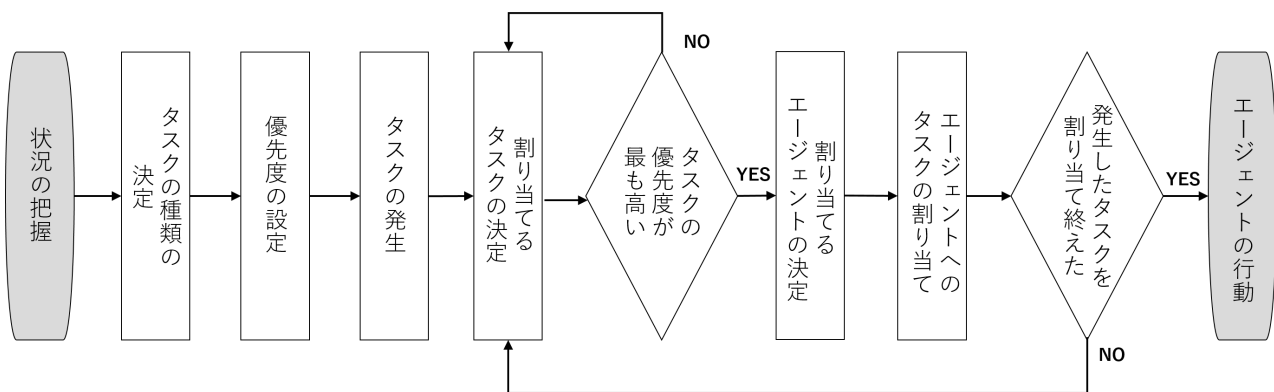 状況の把握
タスクの種類の
決定
優先度の設定
タスクの発生
割り当てる
タスクの決定
タスクの
優先度が
最も高い
NO
YES
割り当てる
エージェントの決定
エージェントへの
タスクの割り当て
発生したタスクを
割り当て終えた
YES
NO
エージェントの行動